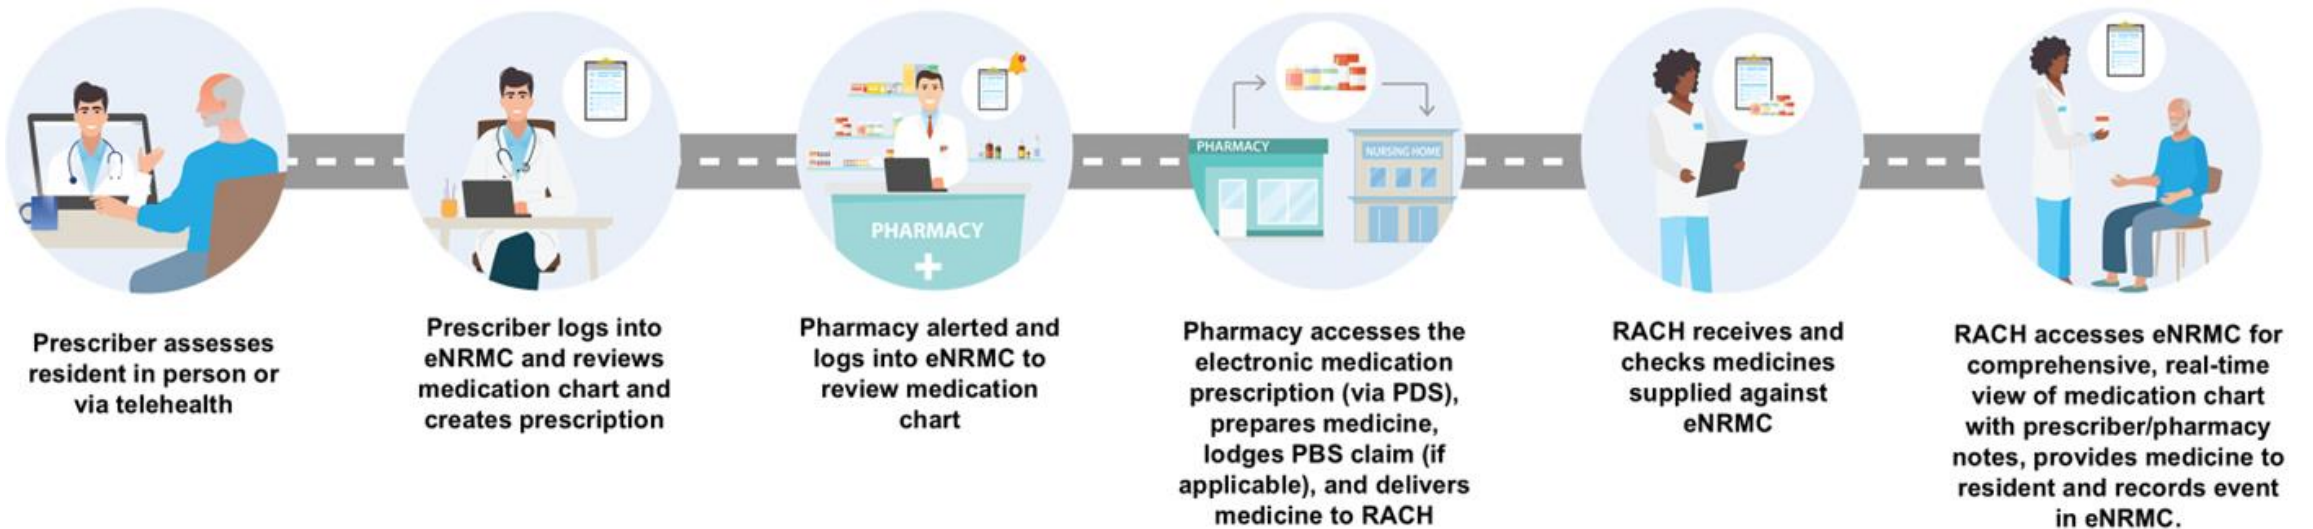 PHARMACY
+
PHARMACY
NURSING HOME
Prescriber assesses
resident in person or
via telehealth
Prescriber logs into
eNRMC and reviews
medication chart and
creates prescription
Pharmacy alerted and
logs into eNRMC to
review medication
chart
Pharmacy accesses the
electronic medication
prescription (via PDS),
prepares medicine,
lodges PBS claim (if
applicable), and delivers
medicine to RACH
RACH receives and
checks medicines
supplied against
eNRMC
RACH accesses eNRMC for
comprehensive, real-time
view of medication chart
with prescriber/pharmacy
notes, provides medicine to
resident and records event
in eNRMC.